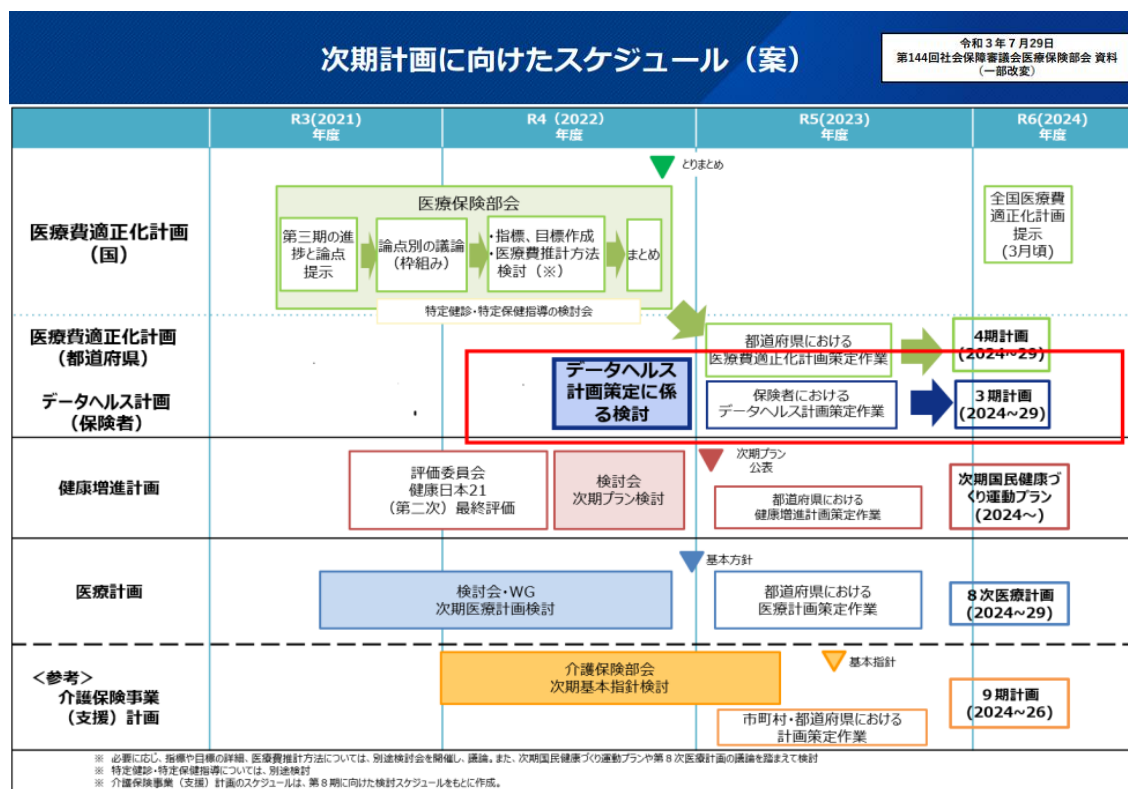 次期計画に向けたスケジュール（案）
令和３年７月29日
第144回社会保障審議会医療保険部会 資料
（一部改変）
R3(2021)
年度
R4（2022）
年度
R5(2023)
年度
R6(2024)
年度
医療費適正化計画
（国）
とりまとめ
医療保険部会
第三期の進
捗と論点
提示
論点別の議論
（枠組み）
・指標、目標作成
・医療費推計方法
検討（※）
まとめ
全国医療費
適正化計画
提示
（3月頃）
特定健診・特定保健指導の検討会
医療費適正化計画
（都道府県）
都道府県における
医療費適正化計画策定作業
4期計画
（2024~29）
データヘルス計画
（保険者）
データヘルス
計画策定に係
る検討
保険者における
データヘルス計画策定作業
３期計画
（2024~29）
健康増進計画
評価委員会
健康日本21
（第二次）最終評価
検討会
次期プラン検討
次期プラン
公表
都道府県における
健康増進計画策定作業
次期国民健康づ
くり運動プラン
（2024～）
医療計画
検討会・WG
次期医療計画検討
基本方針
都道府県における
医療計画策定作業
８次医療計画
（2024~29）
＜参考＞
介護保険事業
（支援）計画
介護保険部会
次期基本指針検討
基本指針
市町村・都道府県における
計画策定作業
９期計画
（2024~26）
※ 必要に応じ、指標や目標の詳細、医療費推計方法については、別途検討会を開催し、議論。また、次期国民健康づくり運動プランや第８次医療計画の議論を踏まえて検討
※ 特定健診・特定保健指導については、別途検討
※ 介護保険事業（支援）計画のスケジュールは、第８期に向けた検討スケジュールをもとに作成。